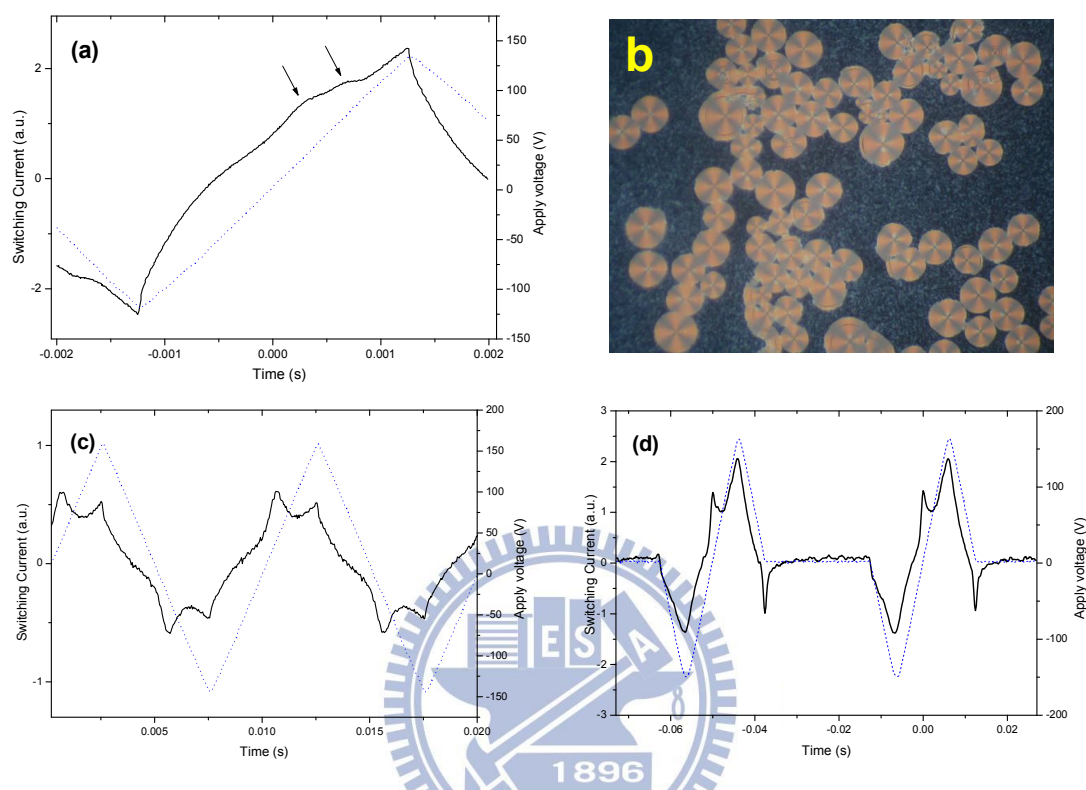 (a)
Switching Current (a.u.)
2
0
-2
150
100
50
0
-50
-100
-150
Apply voltage (V)
-0.002 -0.001 0.000 0.001 0.002
Time (s)
b
(c)
Switching Current (a.u.)
1
0
-1
200
150
100
50
0
-50
-100
-150
Apply voltage (V)
0.005 0.010 0.015 0.020
Time (s)
(d)
Switching Current (a.u.)
3
2
1
0
-1
-2
-3
200
100
0
-100
-200
Apply voltage (V)
-0.06 -0.04 -0.02 0.00 0.02
Time (s)
ESA
8
1896